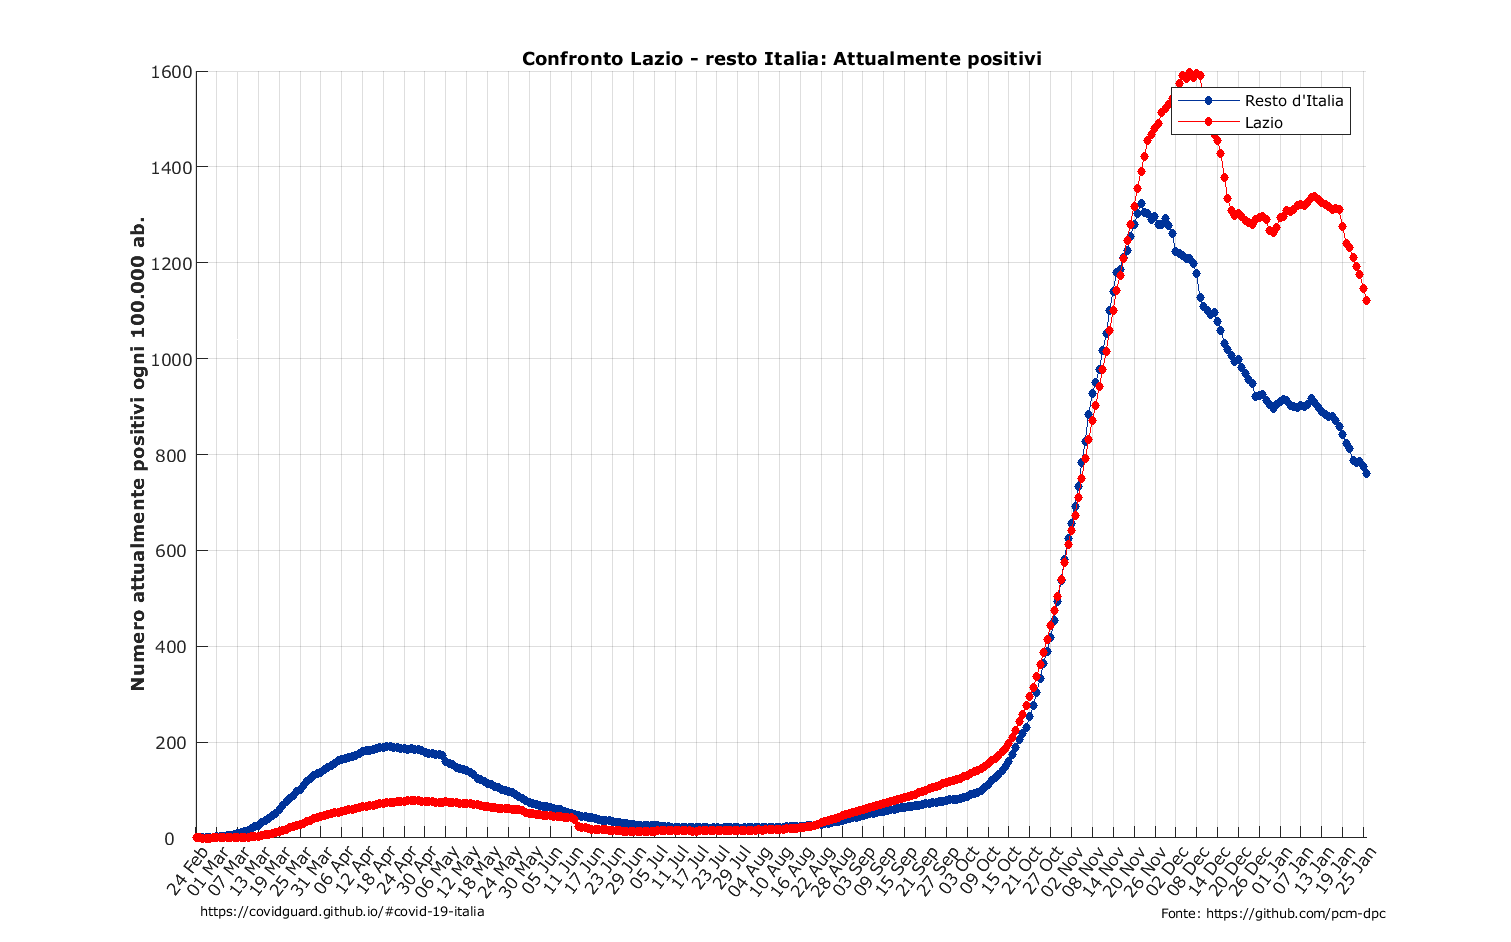 Confronto Lazio - resto Italia: Attualmente positivi
Numero attualmente positivi ogni 100.000 ab.
1600
1400
1200
1000
800
600
400
200
0
Resto d'Italia
Lazio
24 Feb
01 Mar
07 Mar
13 Mar
19 Mar
25 Mar
31 Mar
06 Apr
12 Apr
18 Apr
24 Apr
30 Apr
06 May
12 May
18 May
24 May
30 May
05 Jun
11 Jun
17 Jun
23 Jun
29 Jun
05 Jul
11 Jul
17 Jul
23 Jul
29 Jul
04 Aug
10 Aug
16 Aug
22 Aug
28 Aug
03 Sep
09 Sep
15 Sep
21 Sep
27 Sep
03 Oct
09 Oct
15 Oct
21 Oct
27 Oct
02 Nov
08 Nov
14 Nov
20 Nov
26 Nov
02 Dec
08 Dec
14 Dec
20 Dec
26 Dec
01 Jan
07 Jan
13 Jan
19 Jan
25 Jan
https://covidguard.github.io/#covid-19-italia
Fonte: https://github.com/pcm-dpc